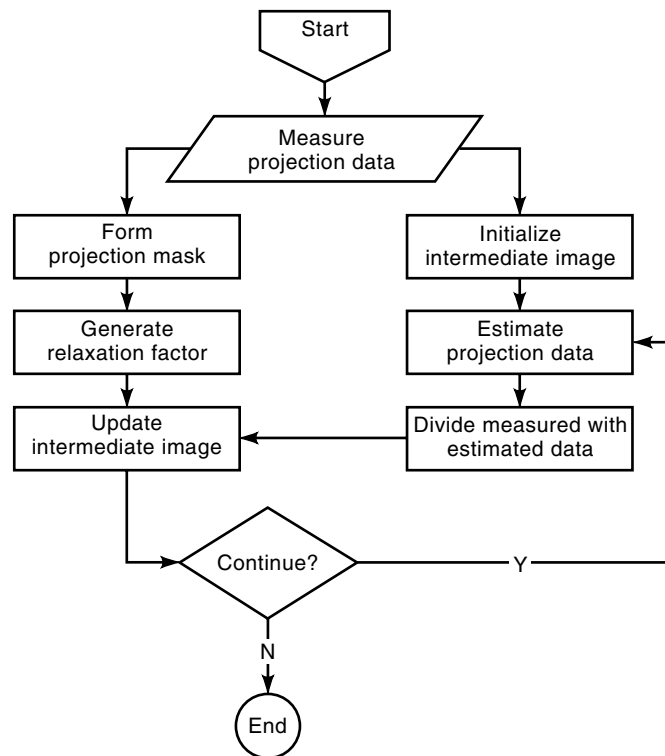 Start
Measure
projection data
Form
projection mask
Initialize
intermediate image
Generate
relaxation factor
Estimate
projection data
Update
intermediate image
Divide measured with
estimated data
Continue?
Y
N
End